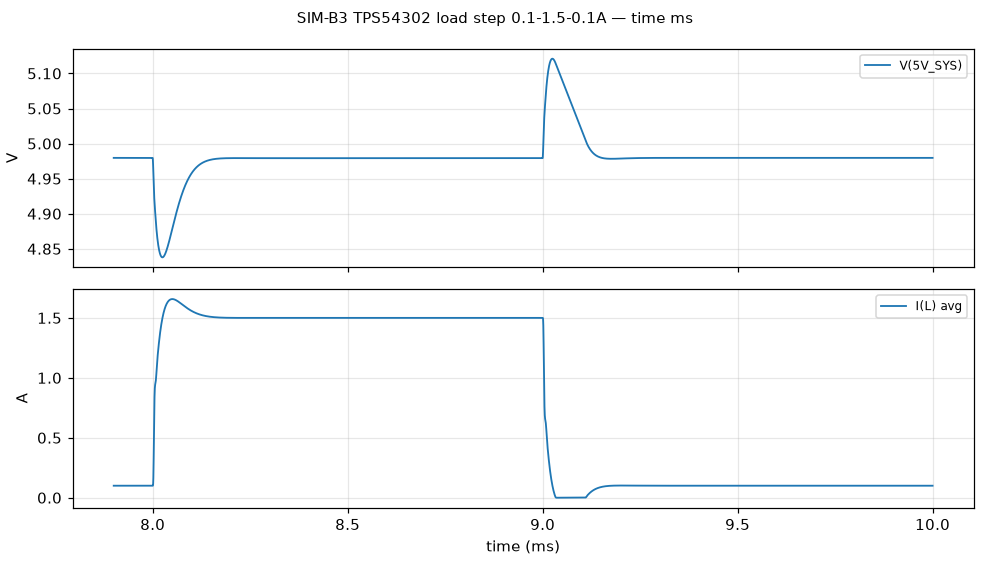 SIM-B3 TPS54302 load step 0.1-1.5-0.1A — time ms
5.10
5.05
5.00
4.95
4.90
4.85
V
V(5V_SYS)
1.5
1.0
0.5
0.0
A
I(L) avg
8.0 8.5 9.0 9.5 10.0
time (ms)